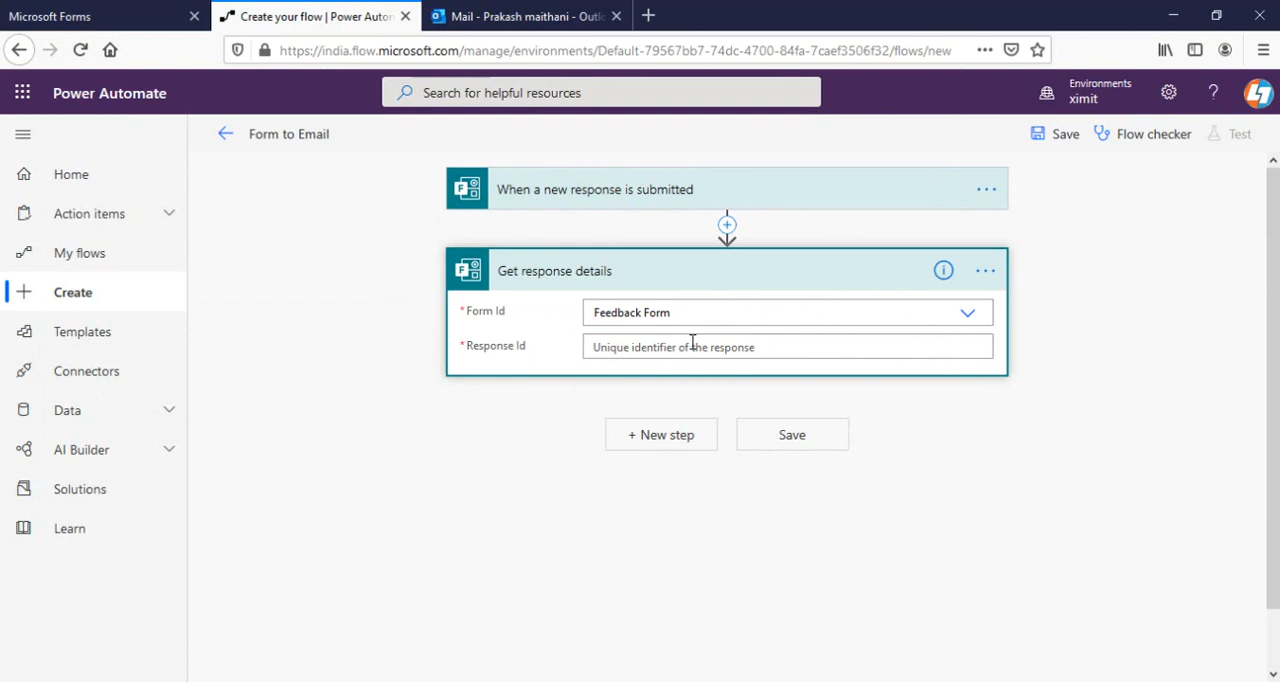 Microsoft Forms
Create your flow | Power Auton
Mail - Prakash maithani - Outlo
https://india.flow.microsoft.com/manage/environments/Default-79567bb7-74dc-4700-84fa-7caef3506f32/flows/new
Power Automate
Search for helpful resources
Environments
ximit
Form to Email
Save
Flow checker
Test
Home
Action items
My flows
Create
Templates
Connectors
Data
AI Builder
Solutions
Learn
When a new response is submitted
Get response details
* Form Id
Feedback Form
* Response Id
Unique identifier of the response
+ New step
Save